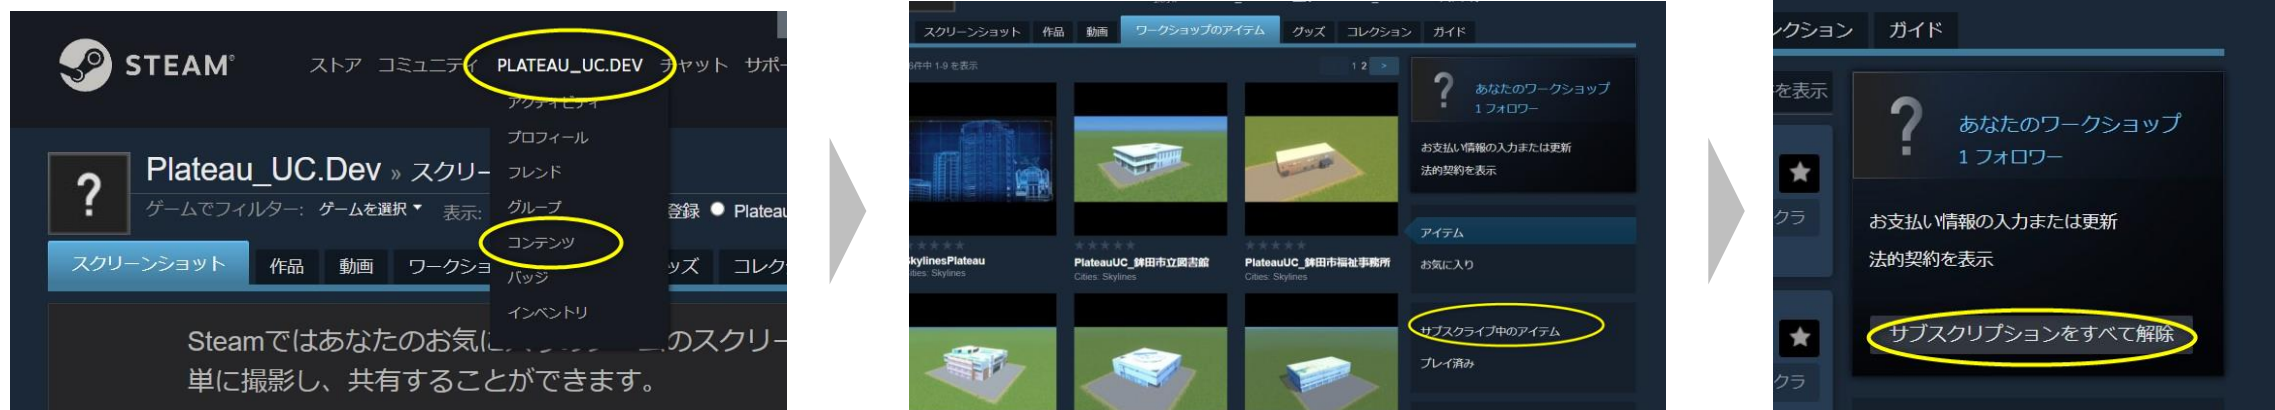 STEAM®
ストア コミュニティ PLATEAU_UC.DEV チャット サポ
アクティビティ
プロフィール
フレンド
グループ
コンテンツ
バッジ
インベントリ
Plateau_UC.Dev » スクリー
ゲームでフィルター: ゲームを選択 表示: 登録 Plateau
スクリーンショット 作品 動画 ワークショ ッズ コレク
Steamではあなたのお気に のスクリー
単に撮影し、共有することができます。
スクリーンショット 作品 動画 ワークショップのアイテム グッズ コレクション ガイド
件中 1-9 を表示
1 2 >
?
あなたのワークショップ
1 フォロワー
お支払い情報の入力または更新
法的契約を表示
kylinesPlateau
ities: Skylines
PlateauUC_鉾田市立図書館
Cities: Skylines
PlateauUC_鉾田市福祉事務所
Cities: Skylines
アイテム
お気に入り
サブスクライブ中のアイテム
プレイ済み
レクション ガイド
を表示
?
あなたのワークショップ
1 フォロワー
お支払い情報の入力または更新
法的契約を表示
サブスクリプションをすべて解除
クラ
クラ